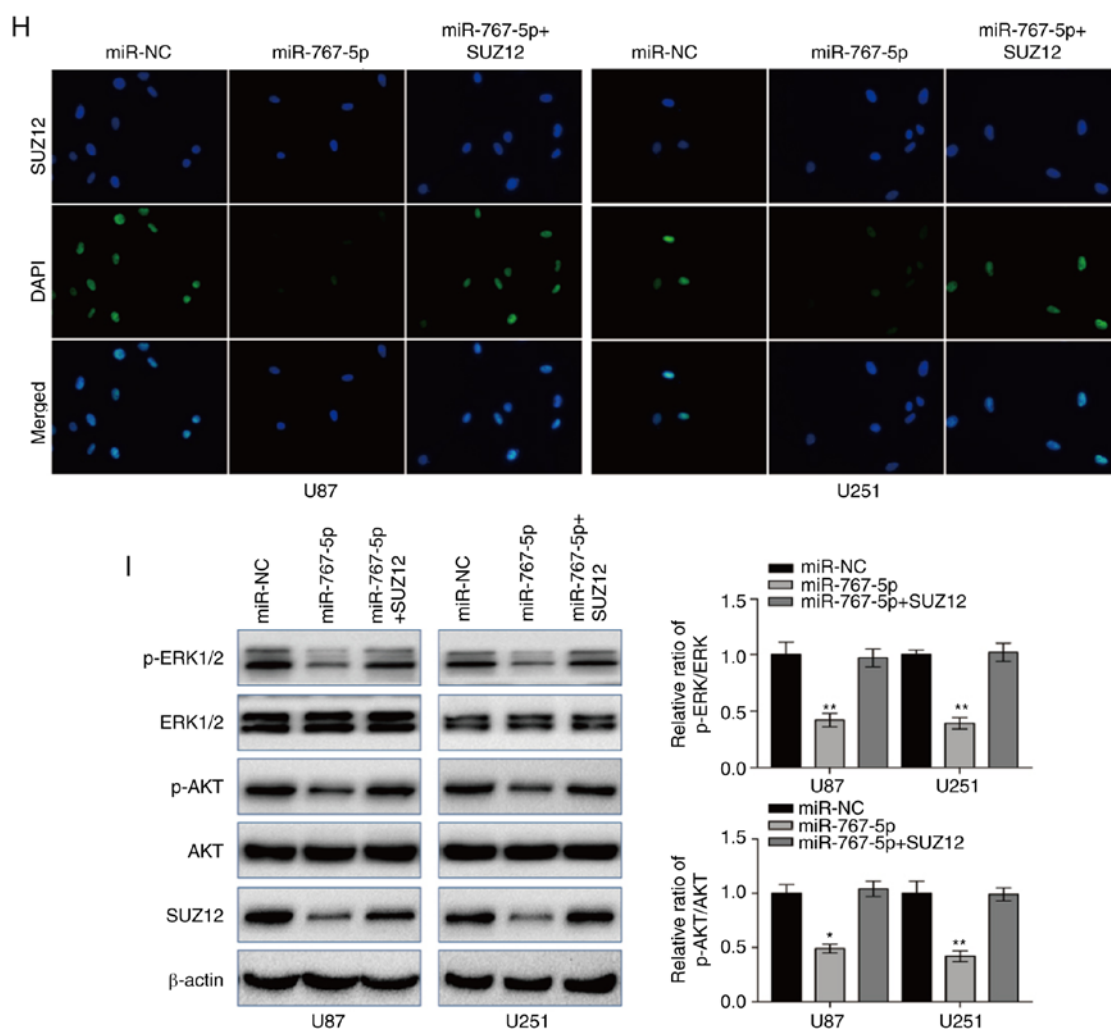 H
miR-NC
miR-767-5p
miR-767-5p+
SUZ12
miR-NC
miR-767-5p
miR-767-5p+
SUZ12
SUZ12
DAPI
Merged
U87
U251
I
miR-NC
miR-767-5p
miR-767-5p
+SUZ12
miR-NC
miR-767-5p
miR-767-5p+
SUZ12
p-ERK1/2
ERK1/2
p-AKT
AKT
SUZ12
β-actin
U87
U251
miR-NC
miR-767-5p
miR-767-5p+SUZ12
Relative ratio of
p-ERK/ERK
1.5
1.0
0.5
0.0
**
**
U87
U251
miR-NC
miR-767-5p
miR-767-5p+SUZ12
Relative ratio of
p-AKT/AKT
1.5
1.0
0.5
0.0
*
**
U87
U251